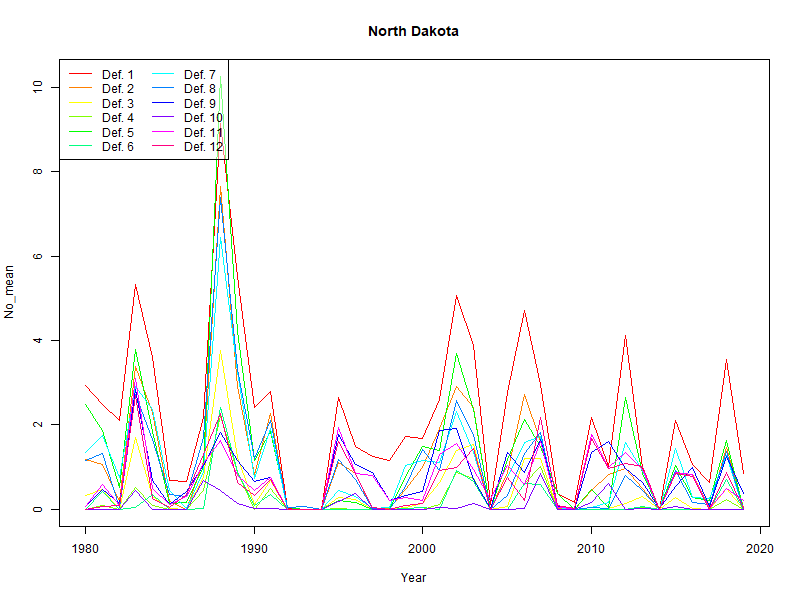 North Dakota
No_mean
10
8
6
4
2
0
Def. 1 Def. 7
Def. 2 Def. 8
Def. 3 Def. 9
Def. 4 Def. 10
Def. 5 Def. 11
Def. 6 Def. 12
1980 1990 2000 2010 2020
Year